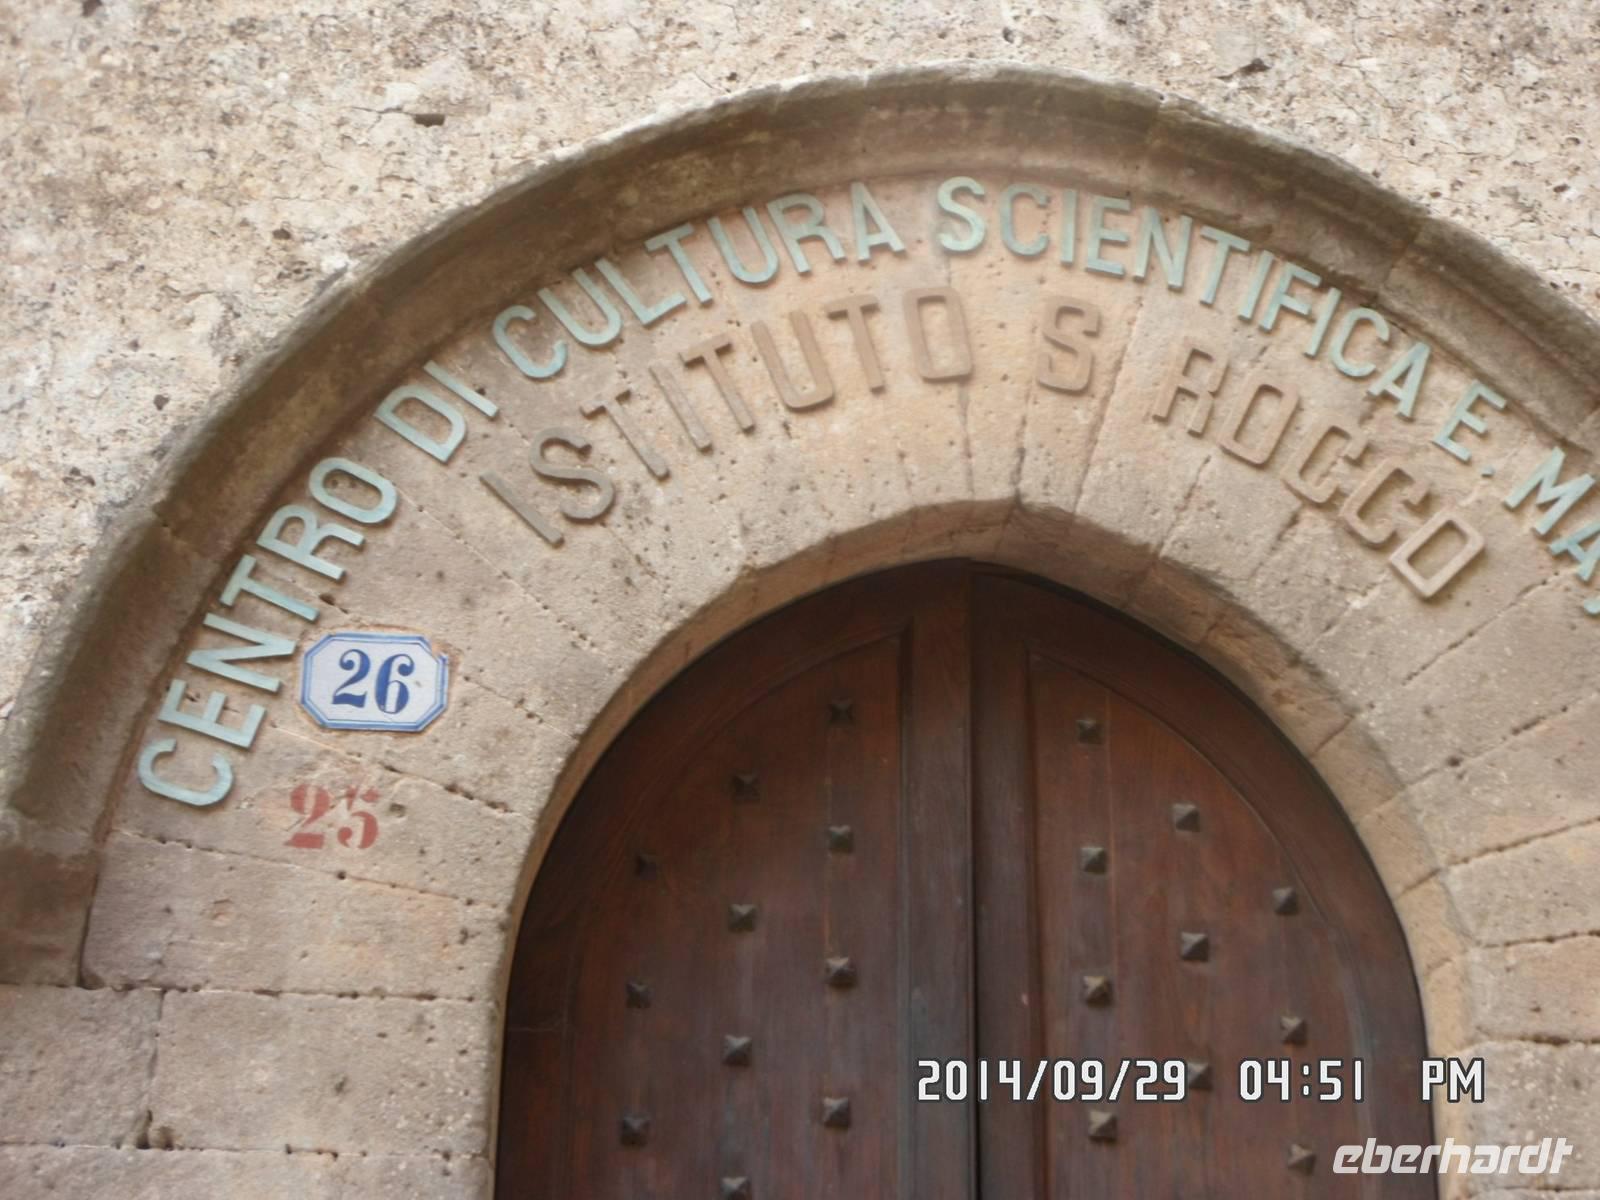 CENTRO DI CULTURA SCIENTIFICA E. MA
ISTITUTO S ROCCO
26
25
2014/09/29 04:51 PM
eberhardt